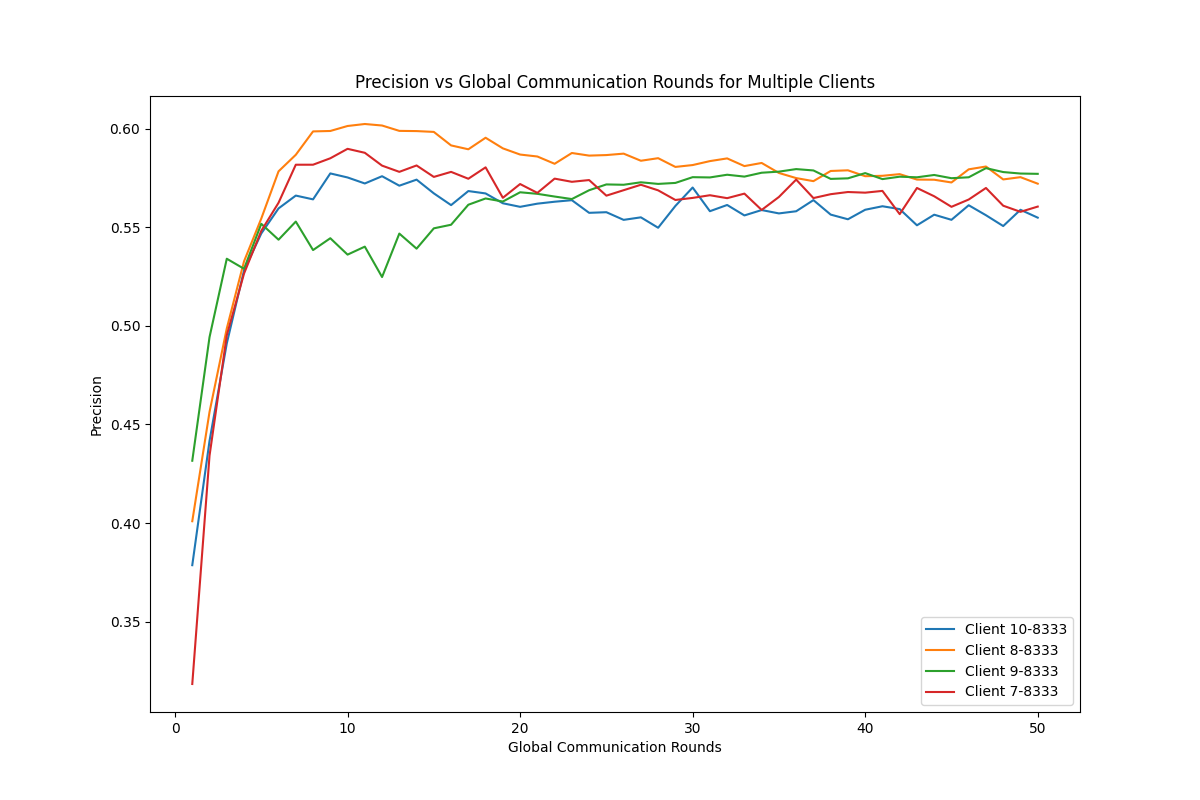 Precision vs Global Communication Rounds for Multiple Clients
Precision
0.60
0.55
0.50
0.45
0.40
0.35
0
10
20
30
40
50
Global Communication Rounds
Client 10-8333
Client 8-8333
Client 9-8333
Client 7-8333